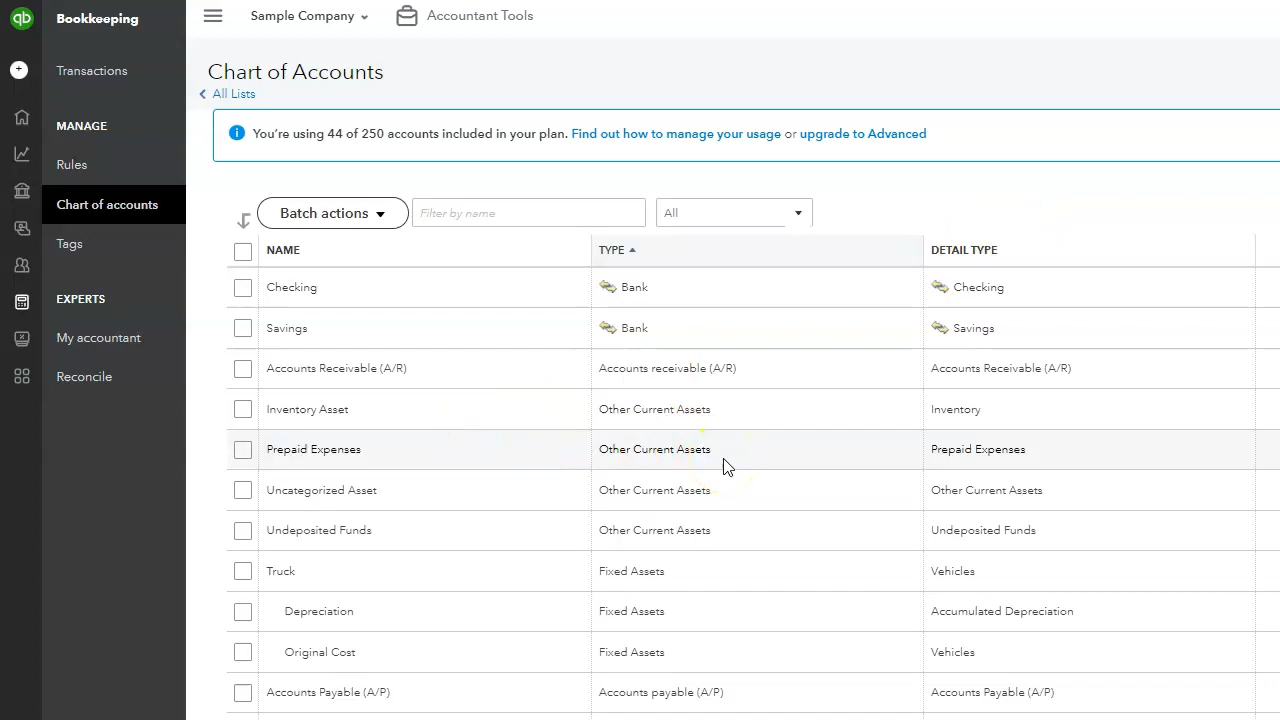 qb Bookkeeping
Sample Company
Accountant Tools
+
Transactions
MANAGE
Rules
Chart of accounts
Tags
EXPERTS
My accountant
Reconcile
Chart of Accounts
All Lists
You're using 44 of 250 accounts included in your plan. Find out how to manage your usage or upgrade to Advanced
Batch actions Filter by name All
NAME TYPE DETAIL TYPE
Checking Bank Checking
Savings Bank Savings
Accounts Receivable (A/R) Accounts receivable (A/R) Accounts Receivable (A/R)
Inventory Asset Other Current Assets Inventory
Prepaid Expenses Other Current Assets Prepaid Expenses
Uncategorized Asset Other Current Assets Other Current Assets
Undeposited Funds Other Current Assets Undeposited Funds
Truck Fixed Assets Vehicles
Depreciation Fixed Assets Accumulated Depreciation
Original Cost Fixed Assets Vehicles
Accounts Payable (A/P) Accounts payable (A/P) Accounts Payable (A/P)